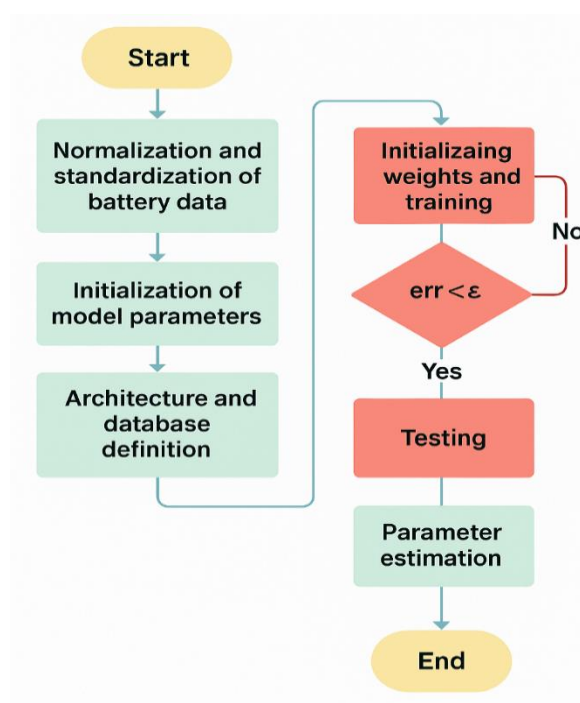 Start
Normalization and
standardization of
battery data
Initialization of
model parameters
Architecture and
database
definition
Initializaing
weights and
training
No
err < ε
Yes
Testing
Parameter
estimation
End